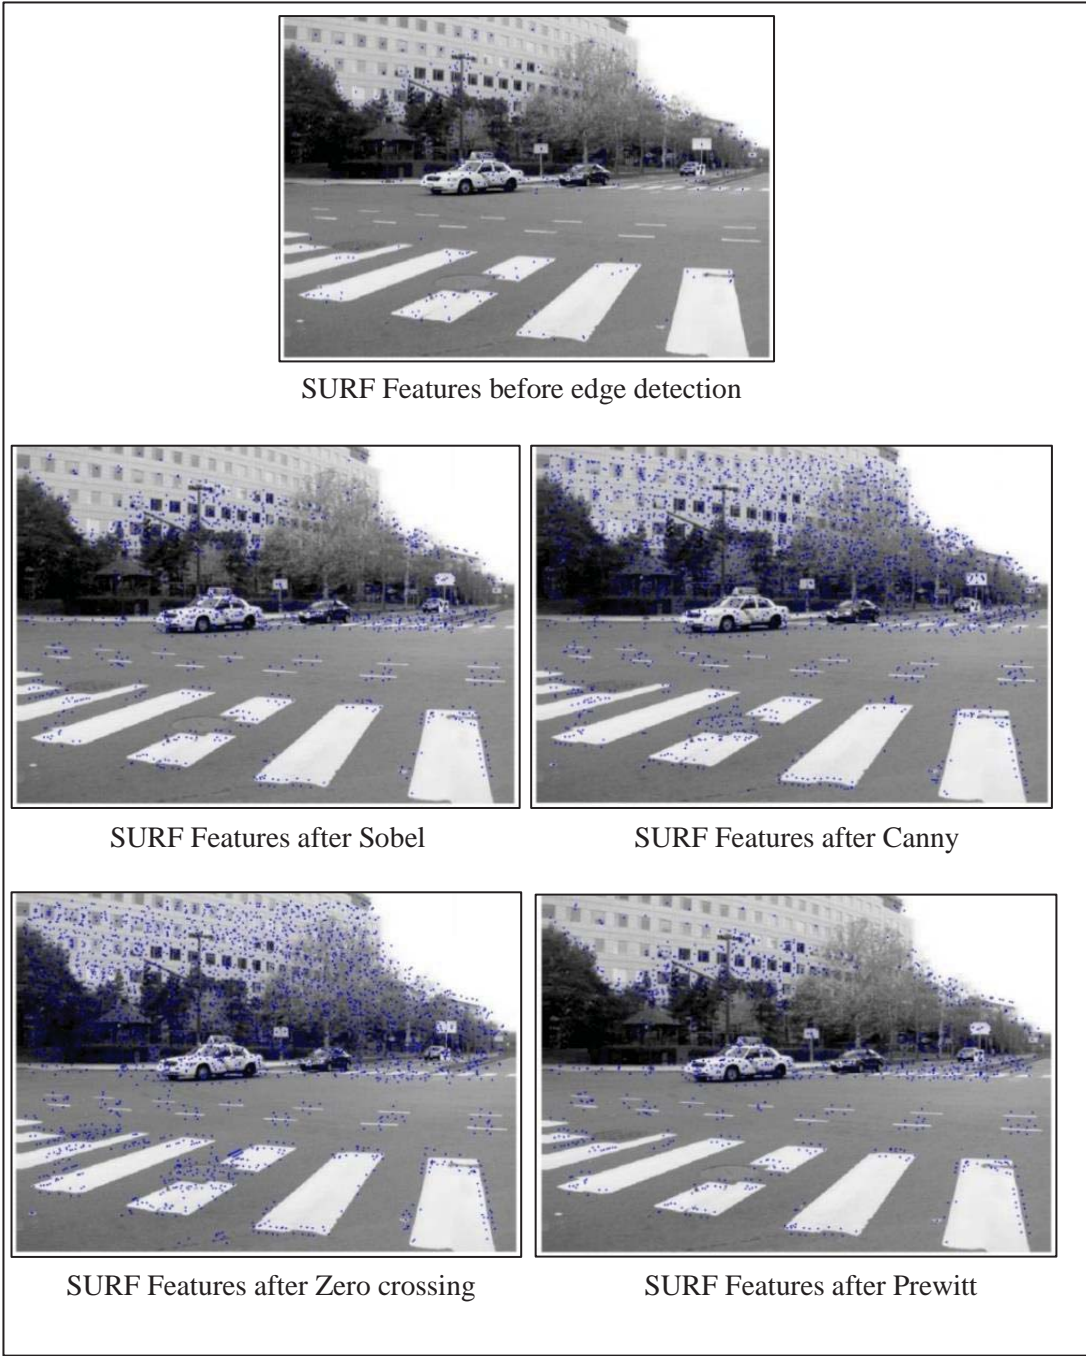 SURF Features before edge detection
SURF Features after Sobel
SURF Features after Canny
SURF Features after Zero crossing
SURF Features after Prewitt